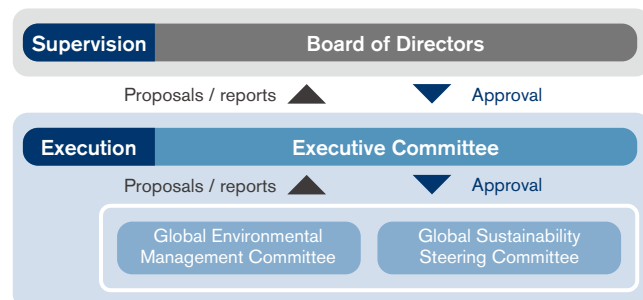 Supervision Board of Directors
Proposals / reports Approval
Execution Executive Committee
Proposals / reports Approval
Global Environmental
Management Committee
Global Sustainability
Steering Committee